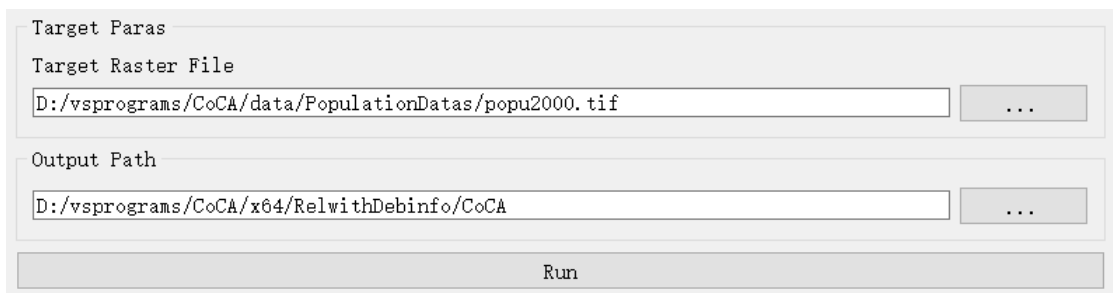 Target Paras
Target Raster File
D:/vsprograms/CoCA/data/PopulationDatas/popu2000.tif
...
Output Path
D:/vsprograms/CoCA/x64/RelwithDebinfo/CoCA
...
Run